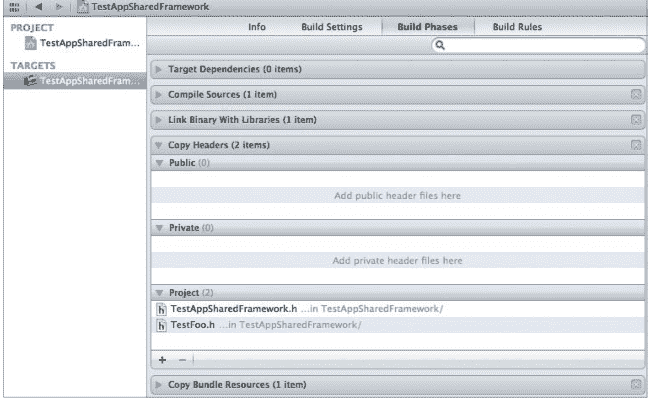 TestAppSharedFramework
PROJECT
TestAppSharedFram...
TARGETS
TestAppSharedFram...
Info Build Settings Build Phases Build Rules
Target Dependencies (0 items)
Compile Sources (1 item)
Link Binary With Libraries (1 item)
Copy Headers (2 items)
Public (0)
Add public header files here
Private (0)
Add private header files here
Project (2)
h TestAppSharedFramework.h ...in TestAppSharedFramework/
h TestFoo.h ...in TestAppSharedFramework/
Copy Bundle Resources (1 item)